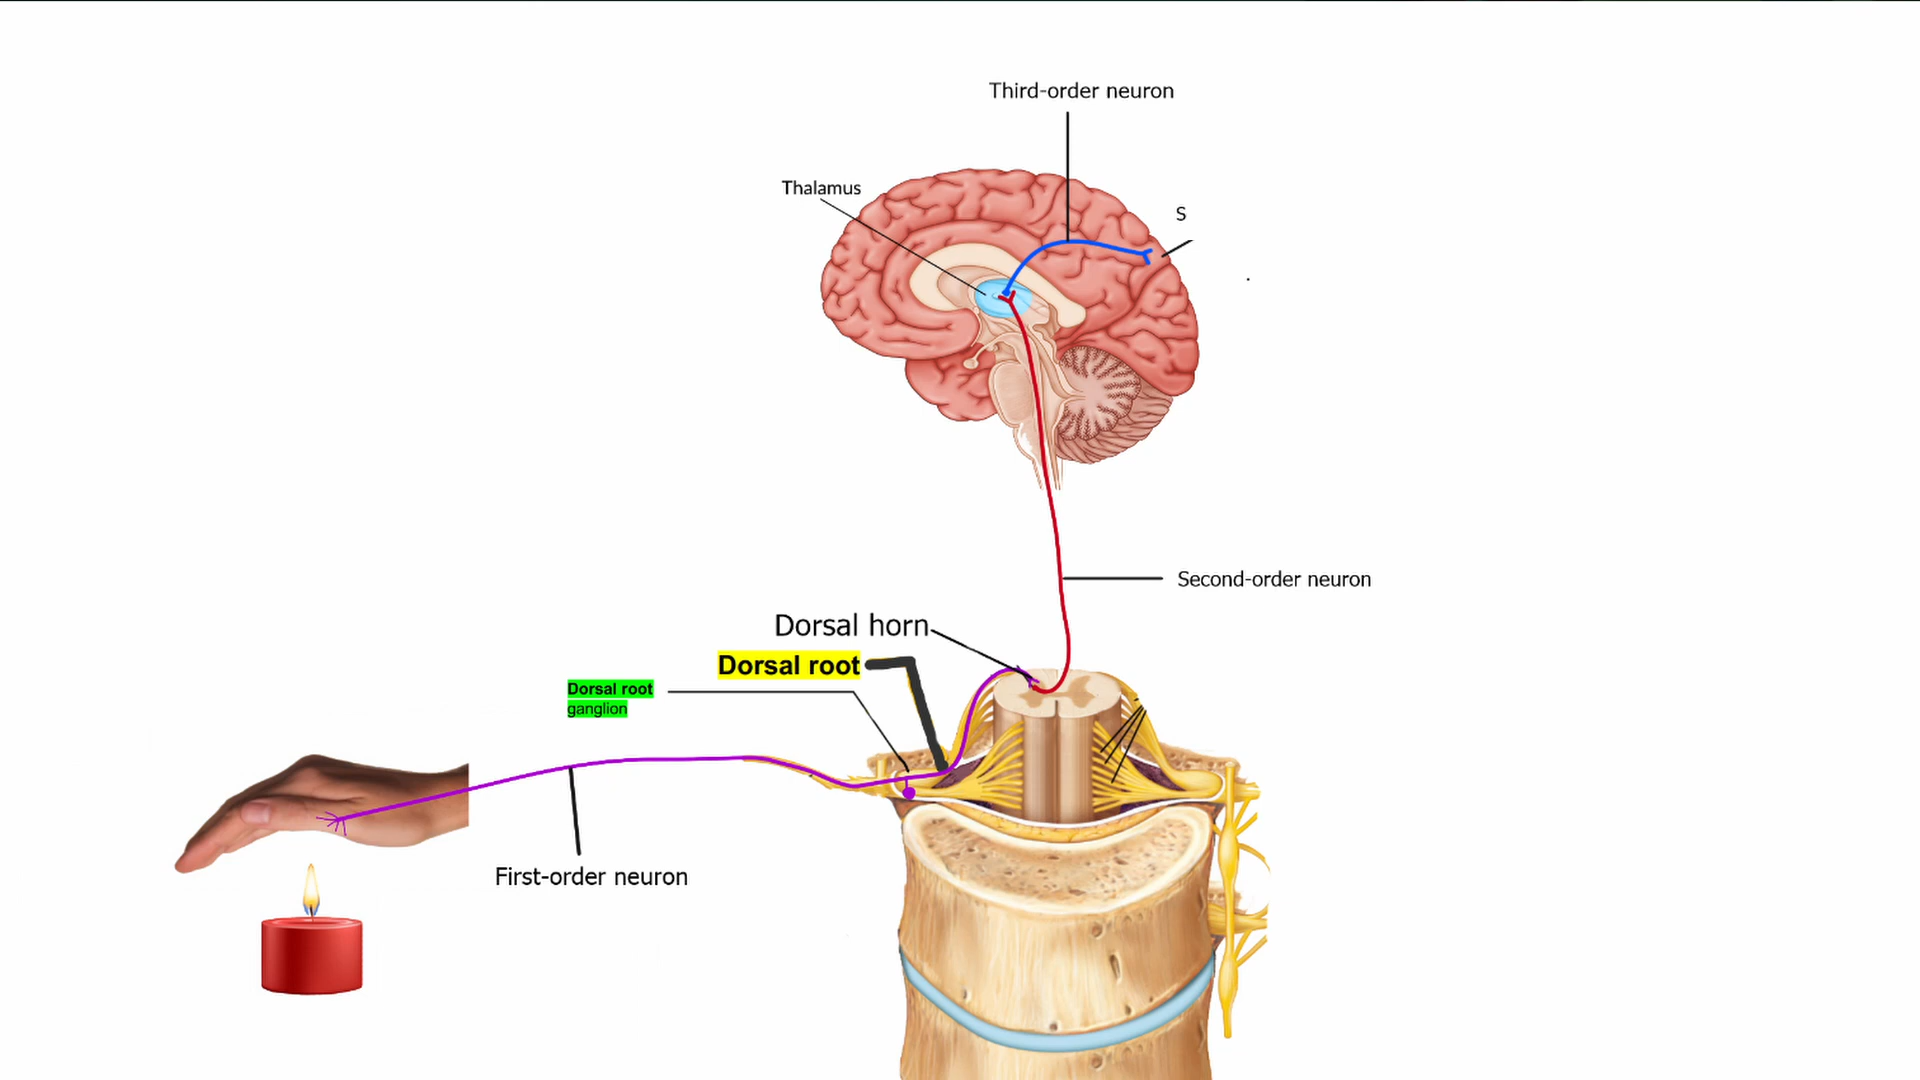 Third-order neuron
Thalamus
S
Second-order neuron
Dorsal horn
Dorsal root
Dorsal root
ganglion
First-order neuron